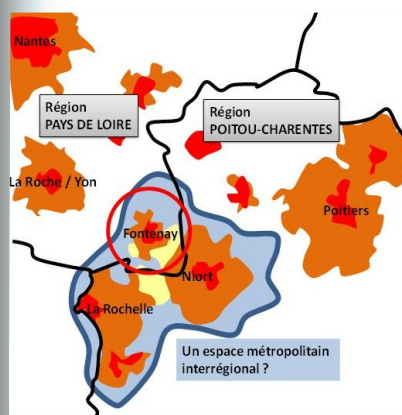 Nantes
Région
PAYS DE LOIRE
Région
POITOU-CHARENTES
La Roche / Yon
Poitiers
Fontenay
Niort
La Rochelle
Un espace métropolitain
interrégional ?